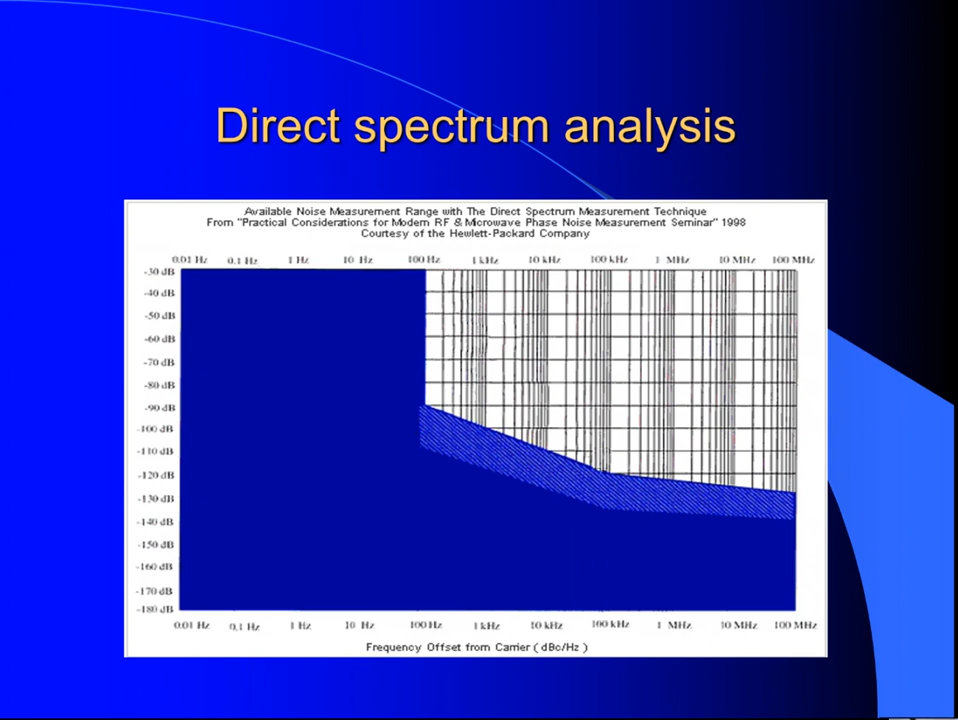 Direct spectrum analysis
Available Noise Measurement Range with The Direct Spectrum Measurement Technique
From "Practical Considerations for Modern RF & Microwave Phase Noise Measurement Seminar" 1998
Courtesy of the Hewlett-Packard Company
0.01 Hz 0.1 Hz 1 Hz 10 Hz 100 Hz 1 kHz 10 kHz 100 kHz 1 MHz 10 MHz 100 MHz
-30 dB
-40 dB
-50 dB
-60 dB
-70 dB
-80 dB
-90 dB
-100 dB
-110 dB
-120 dB
-130 dB
-140 dB
-150 dB
-160 dB
-170 dB
-180 dB
0.01 Hz 0.1 Hz 1 Hz 10 Hz 100 Hz 1 kHz 10 kHz 100 kHz 1 MHz 10 MHz 100 MHz
Frequency Offset from Carrier ( dBc/Hz )